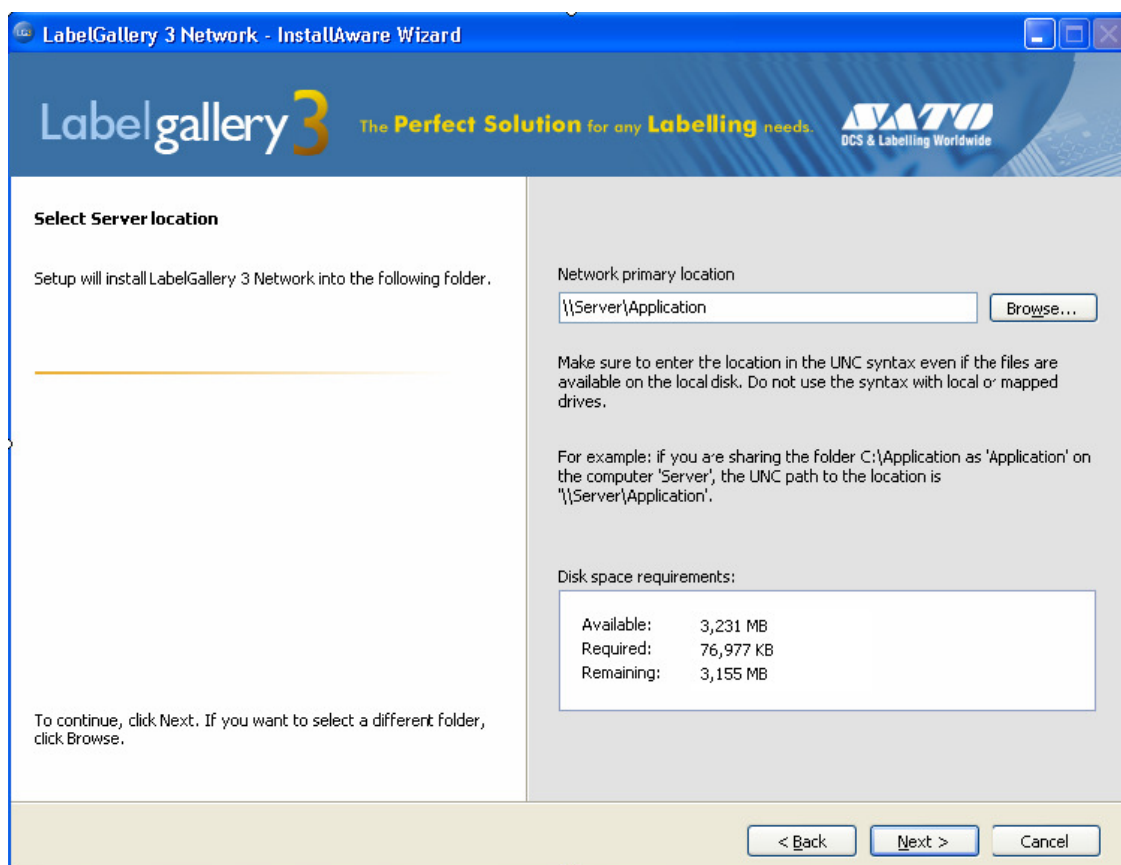 LabelGallery 3 Network - InstallAware Wizard
Labelgallery 3
The Perfect Solution for any Labelling needs.
SATO
DCS & Labelling Worldwide
Select Server location
Setup will install LabelGallery 3 Network into the following folder.
To continue, click Next. If you want to select a different folder,
click Browse.
Network primary location
\\Server\Application
Browse...
Make sure to enter the location in the UNC syntax even if the files are
available on the local disk. Do not use the syntax with local or mapped
drives.
For example: if you are sharing the folder C:\Application as 'Application' on
the computer 'Server', the UNC path to the location is
'\\Server\Application'.
Disk space requirements:
Available: 3,231 MB
Required: 76,977 KB
Remaining: 3,155 MB
< Back
Next >
Cancel